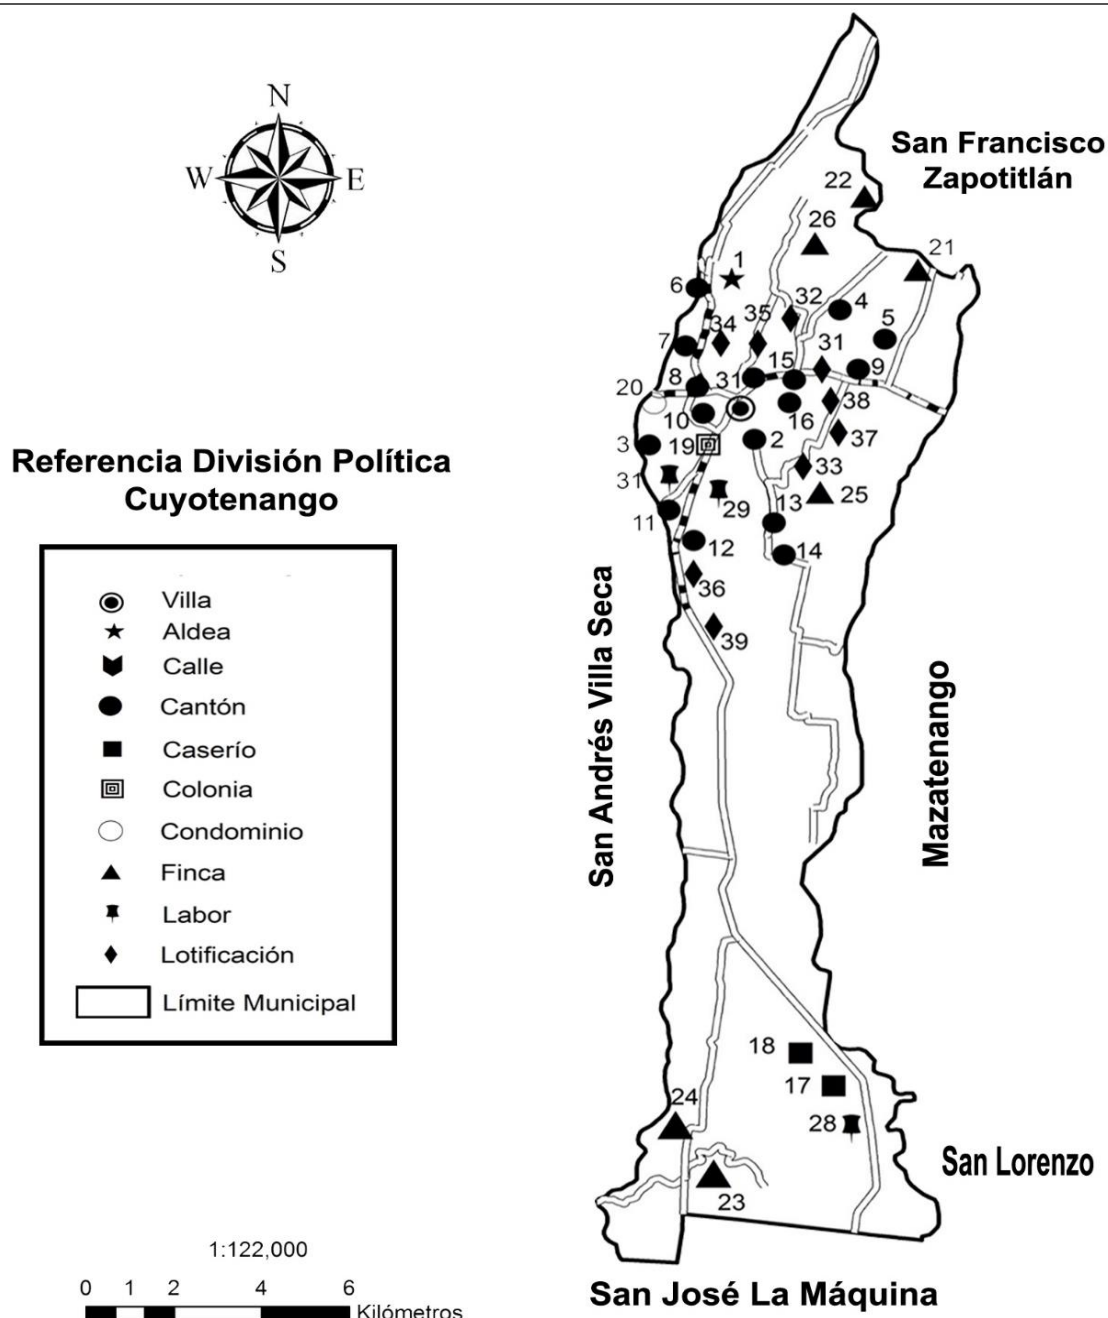 N
W
E
S
San Francisco
Zapotitlán
22
26
21
1
6
32
4
34
35
5
7
15
31
9
8
31
20
38
10
16
37
3
19
2
33
31
29
13
25
11
12
14
36
39
Referencia División Política
Cuyotenango
Villa
Aldea
Calle
Cantón
Caserío
Colonia
Condominio
Finca
Labor
Lotificación
Límite Municipal
San Andrés Villa Seca
Mazatenango
18
17
24
28
23
San Lorenzo
1:122,000
0 1 2 4 6
Kilómetros
San José La Máquina